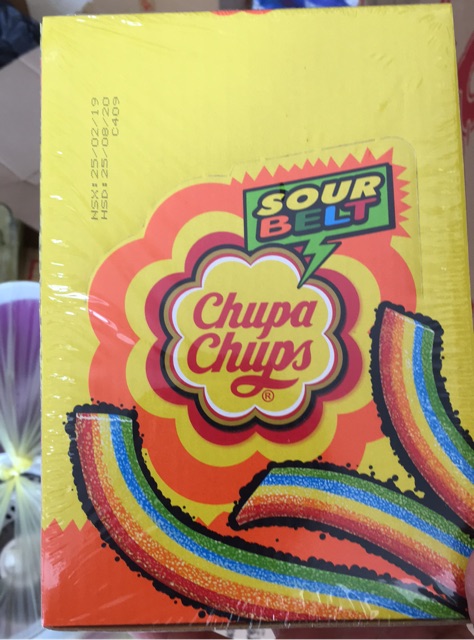 NSX: 25/02/19
HSD: 25/08/20
C409
SOUR
BELT
Chupa
Chups
®